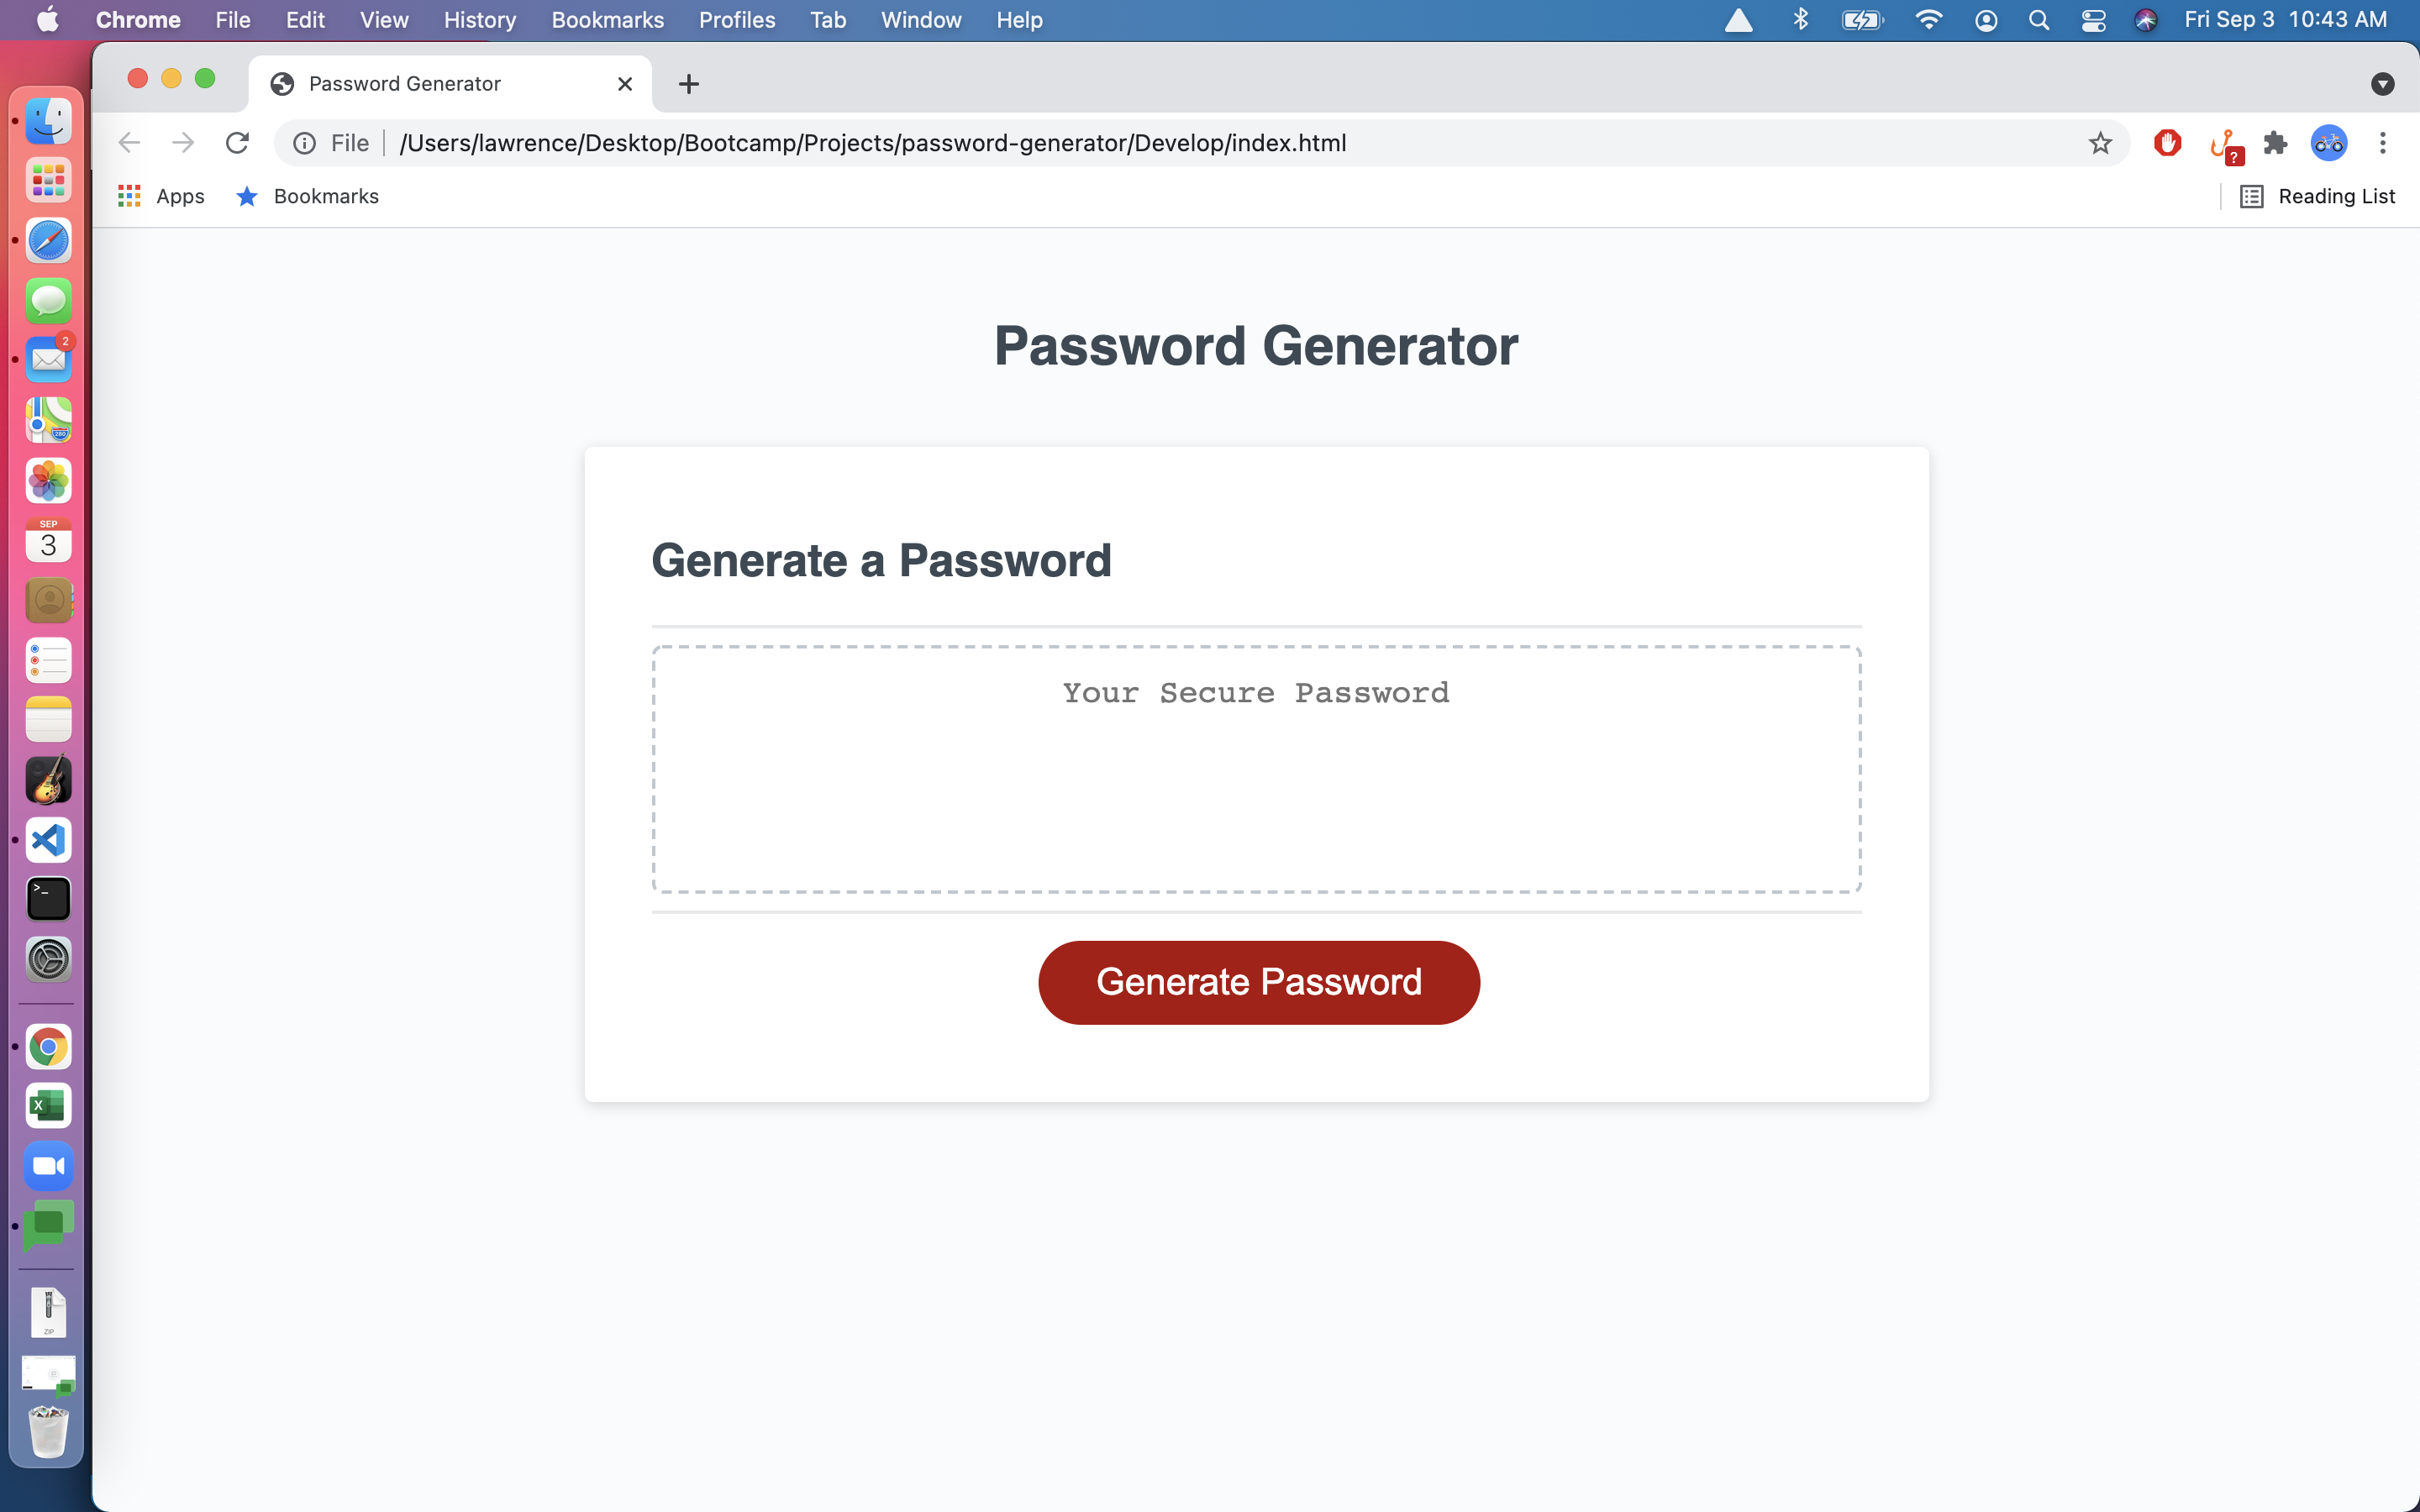 Chrome File Edit View History Bookmarks Profiles Tab Window Help Fri Sep 3 10:43 AM
Password Generator
File /Users/lawrence/Desktop/Bootcamp/Projects/password-generator/Develop/index.html
?
Apps Bookmarks Reading List
2
280
SEP
3
>_
X
ZIP
Password Generator
Generate a Password
Your Secure Password
Generate Password